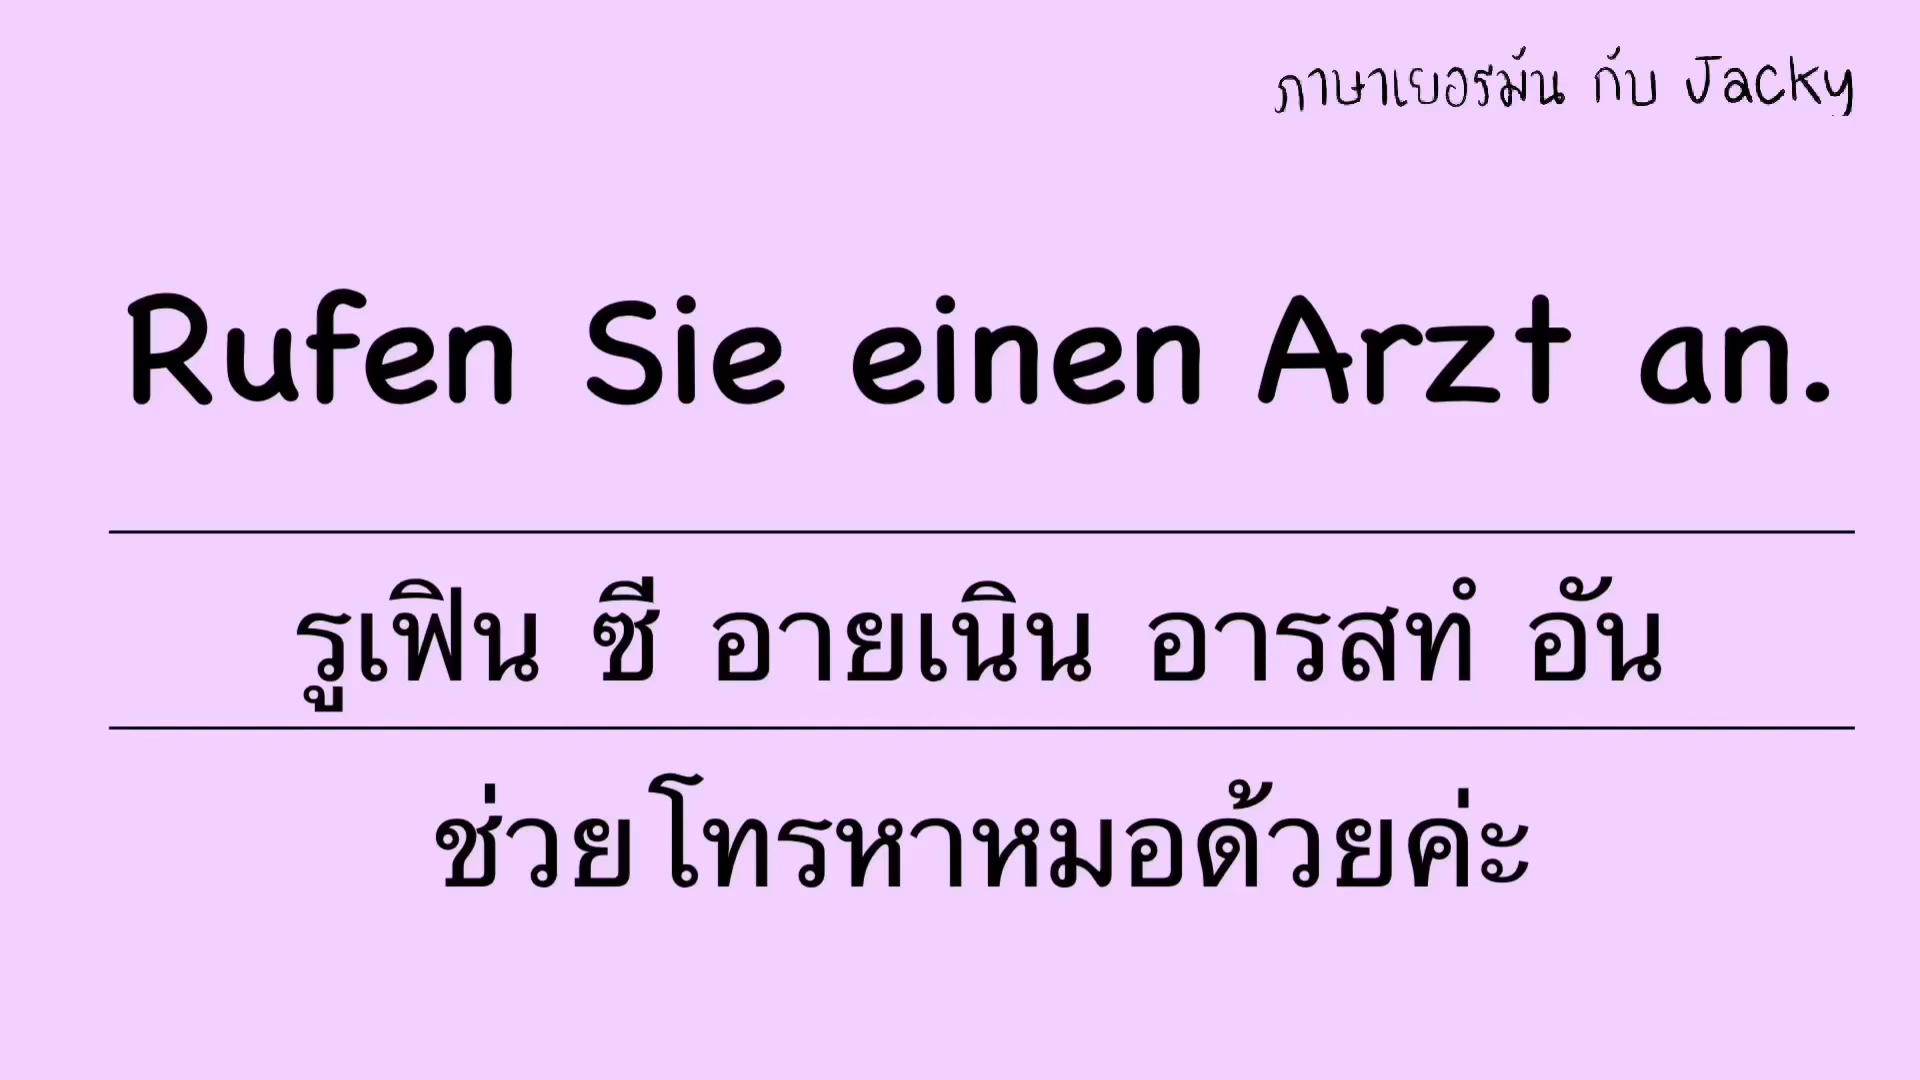 ภาษาเยอรมัน กับ Jacky
Rufen Sie einen Arzt an.
รูเฟิน ซี อายเนิน อารสทํ อัน
ช่วยโทรหาหมอด้วยค่ะ